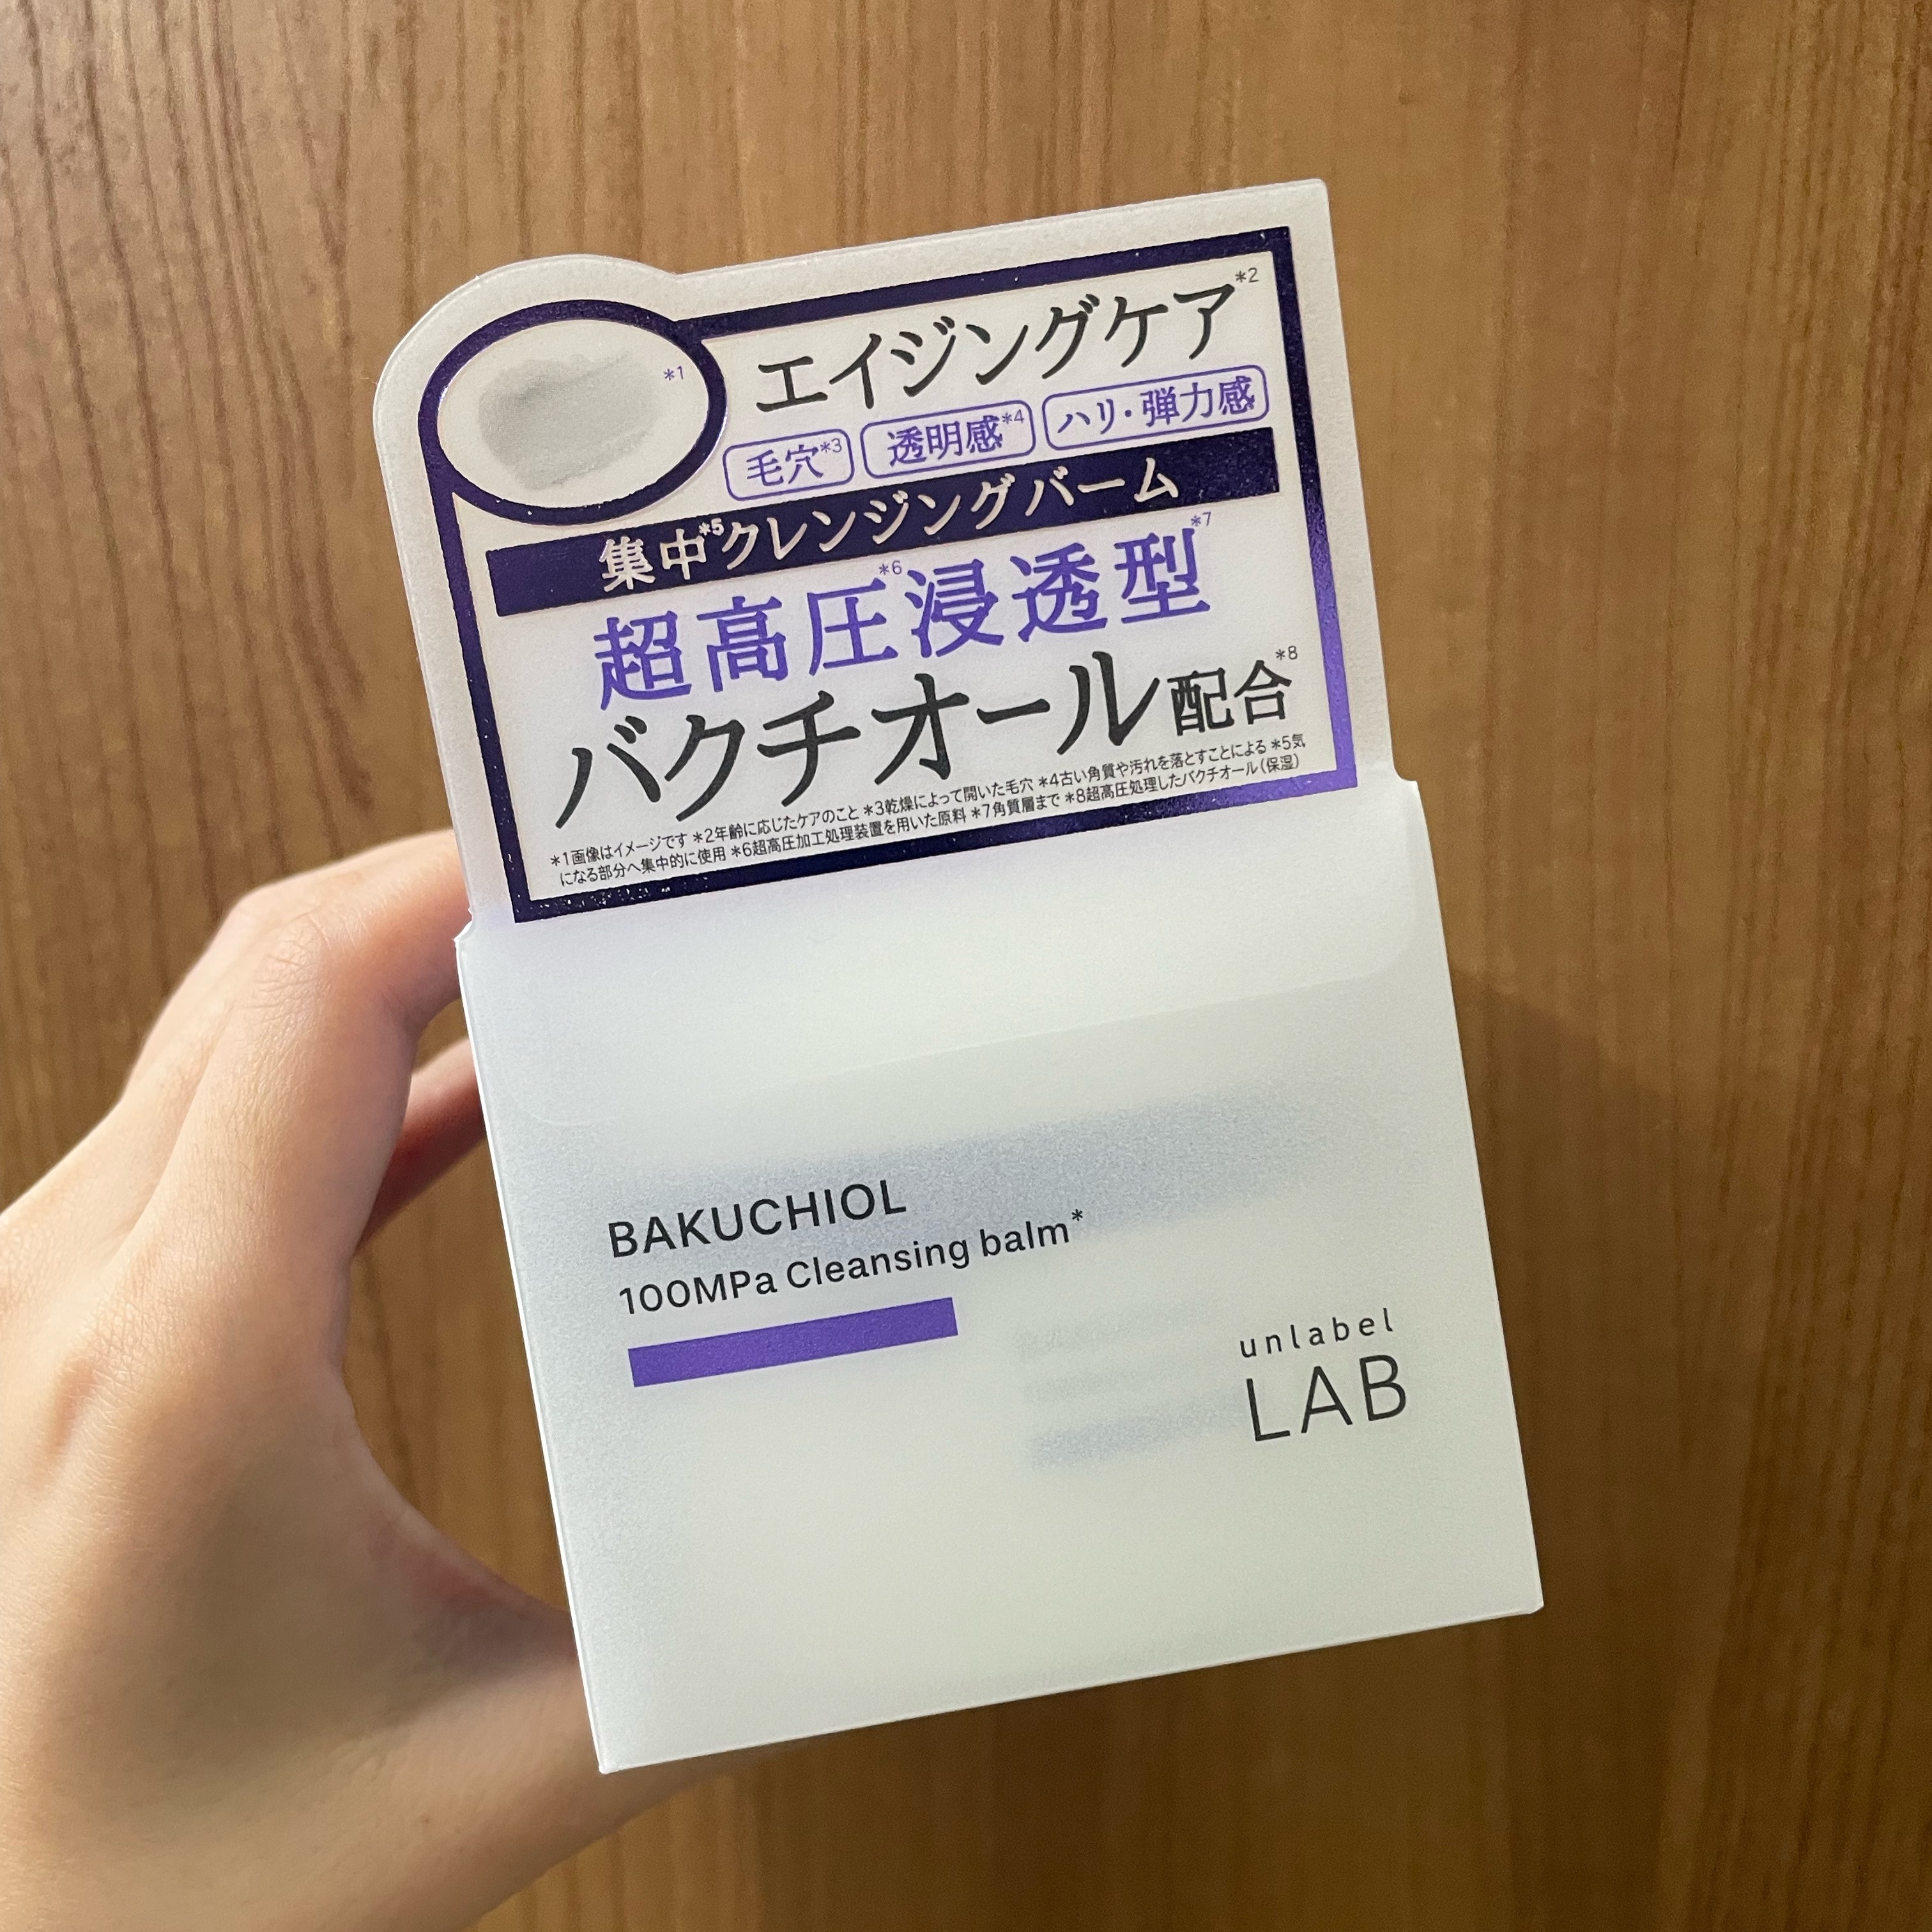 *1
エイジングケア*2
毛穴*3 透明感*4 ハリ・弾力感
集中*5クレンジングバーム
超高圧*6浸透型*7
バクチオール配合*8
*1画像はイメージです *2年齢に応じたケアのこと *3乾燥によって開いた毛穴 *4古い角質や汚れを落とすことによる *5気
になる部分へ集中的に使用 *6超高圧加工処理装置を用いた原料 *7角質層まで *8超高圧処理したバクチオール(保湿)
BAKUCHIOL
100MPa Cleansing balm*
unlabel
LAB